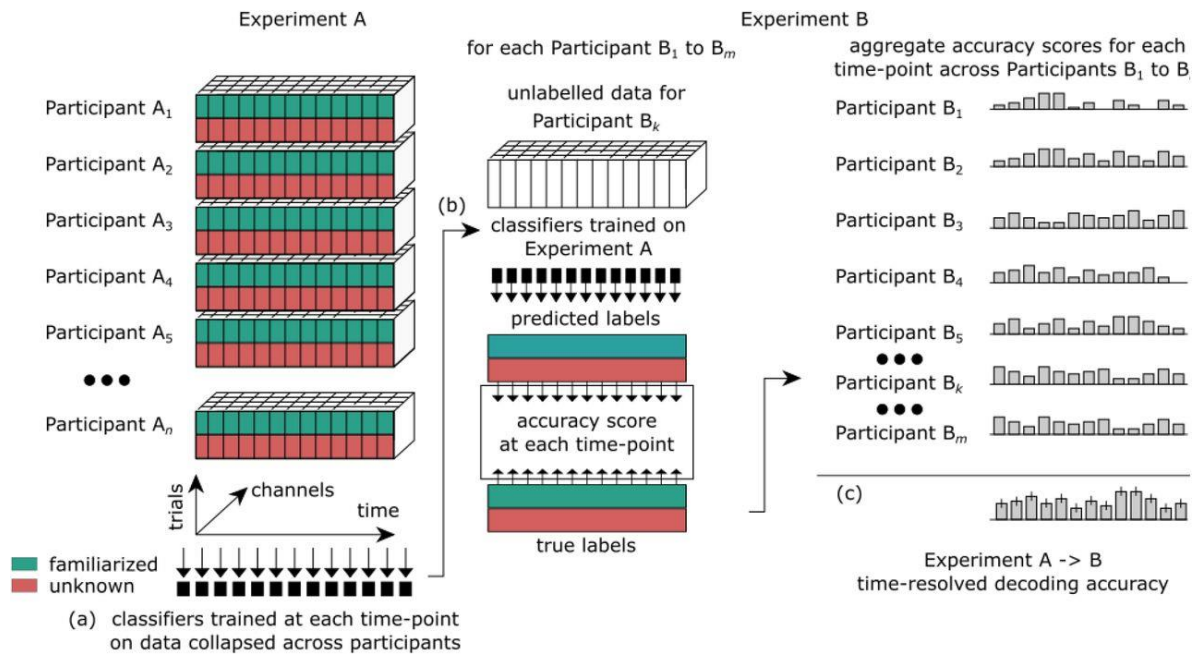 Experiment A
Participant A1
Participant A2
Participant A3
Participant A4
Participant A5
Participant An
trials
channels
time
familiarized
unknown
(a) classifiers trained at each time-point
on data collapsed across participants
Experiment B
(b)
for each Participant B1 to Bm
unlabelled data for
Participant Bk
classifiers trained on
Experiment A
predicted labels
accuracy score
at each time-point
true labels
aggregate accuracy scores for each
time-point across Participants B1 to B
Participant B1
Participant B2
Participant B3
Participant B4
Participant B5
Participant Bk
Participant Bm
(c)
Experiment A -> B
time-resolved decoding accuracy